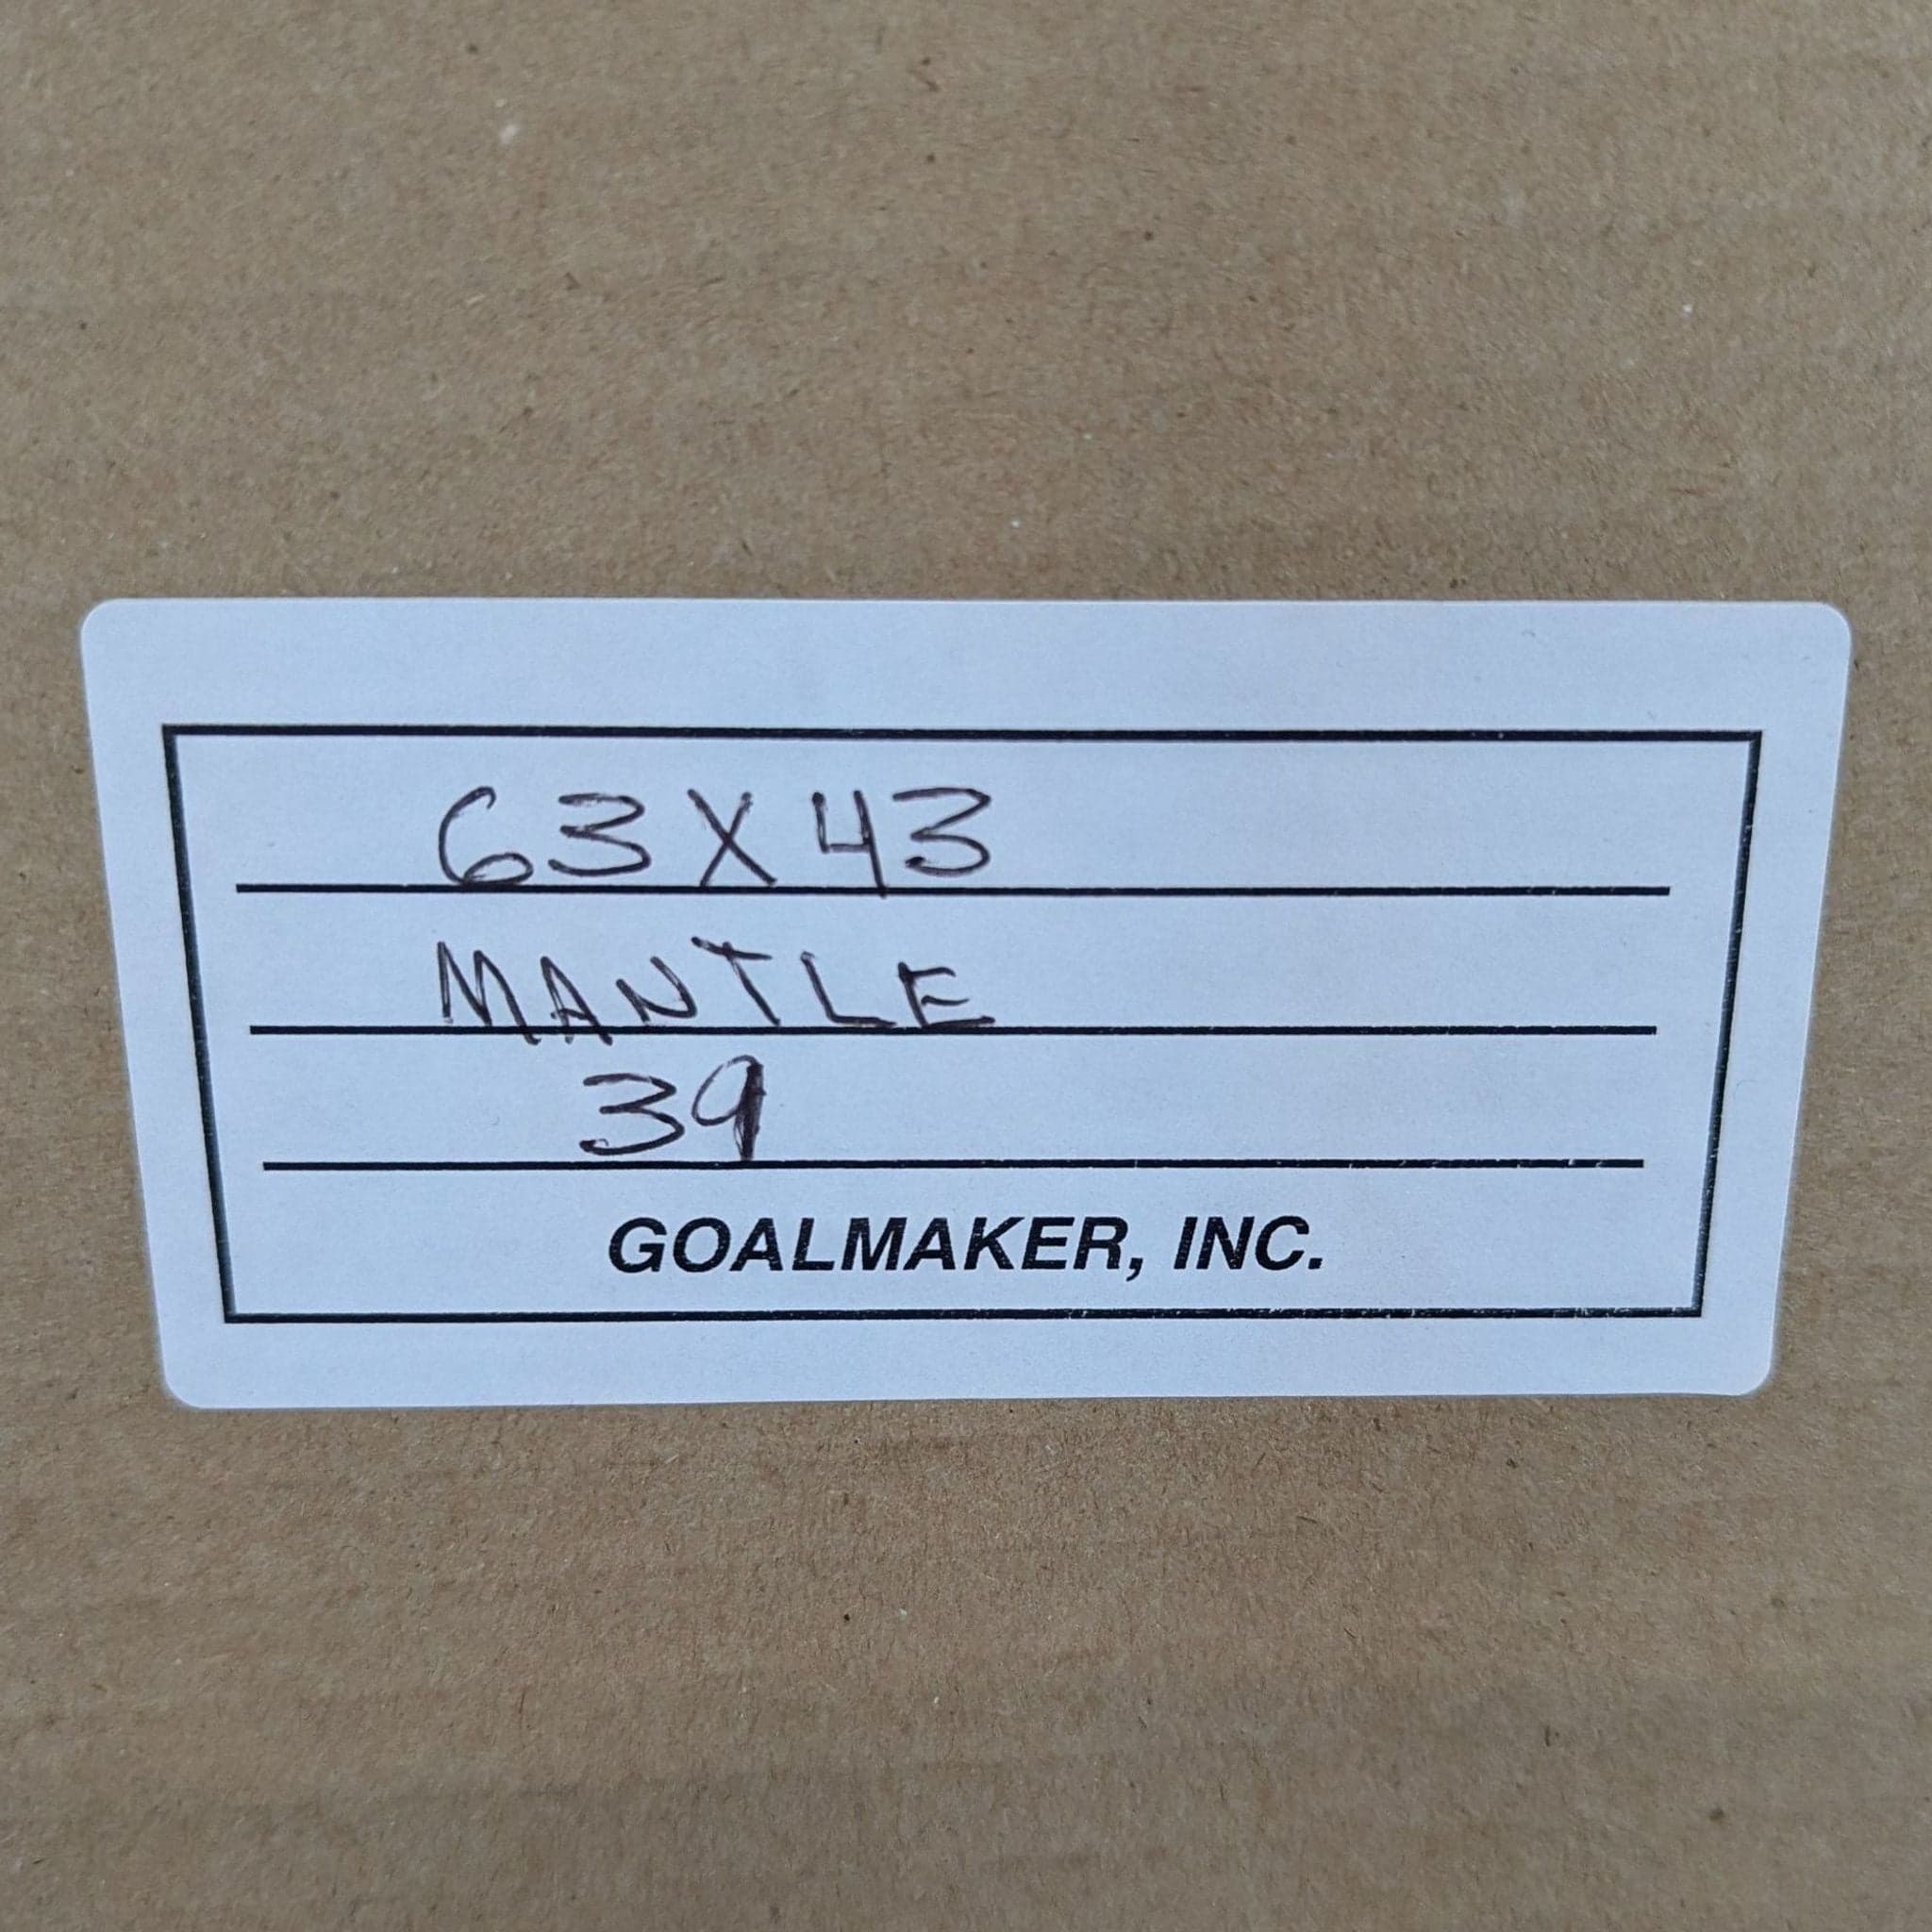 63X43
MANTLE
39
GOALMAKER, INC.